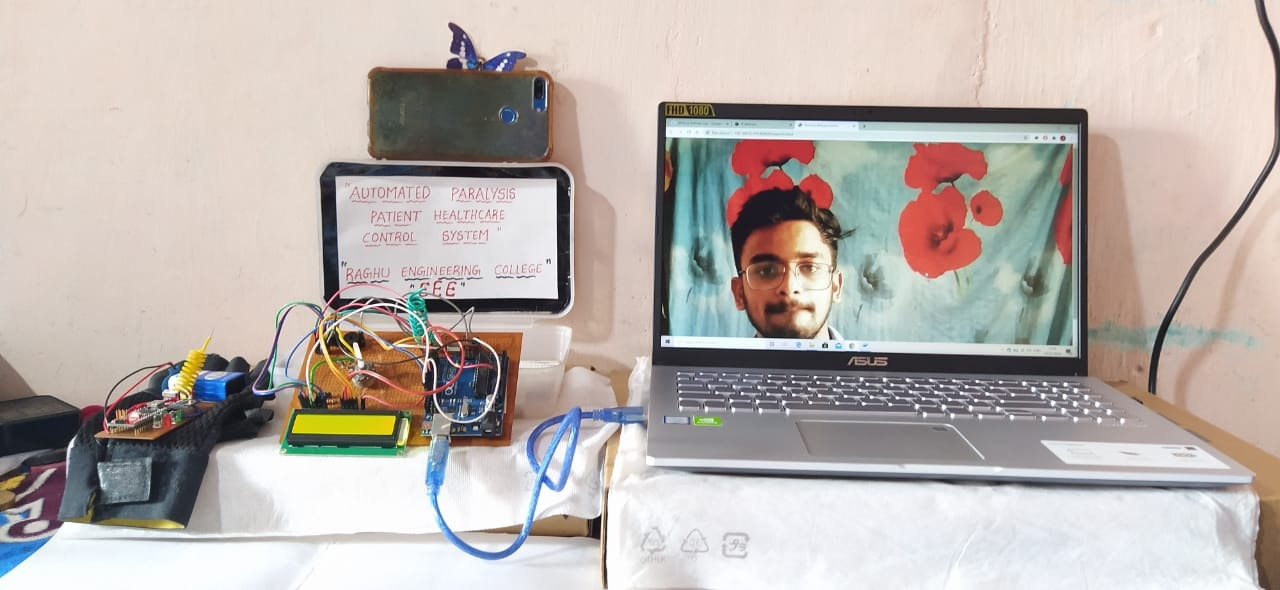 "AUTOMATED PARALYSIS
PATIENT HEALTHCARE
CONTROL SYSTEM"
"RAGHU ENGINEERING COLLEGE"
"EEE"
FHD 1080
ASUS